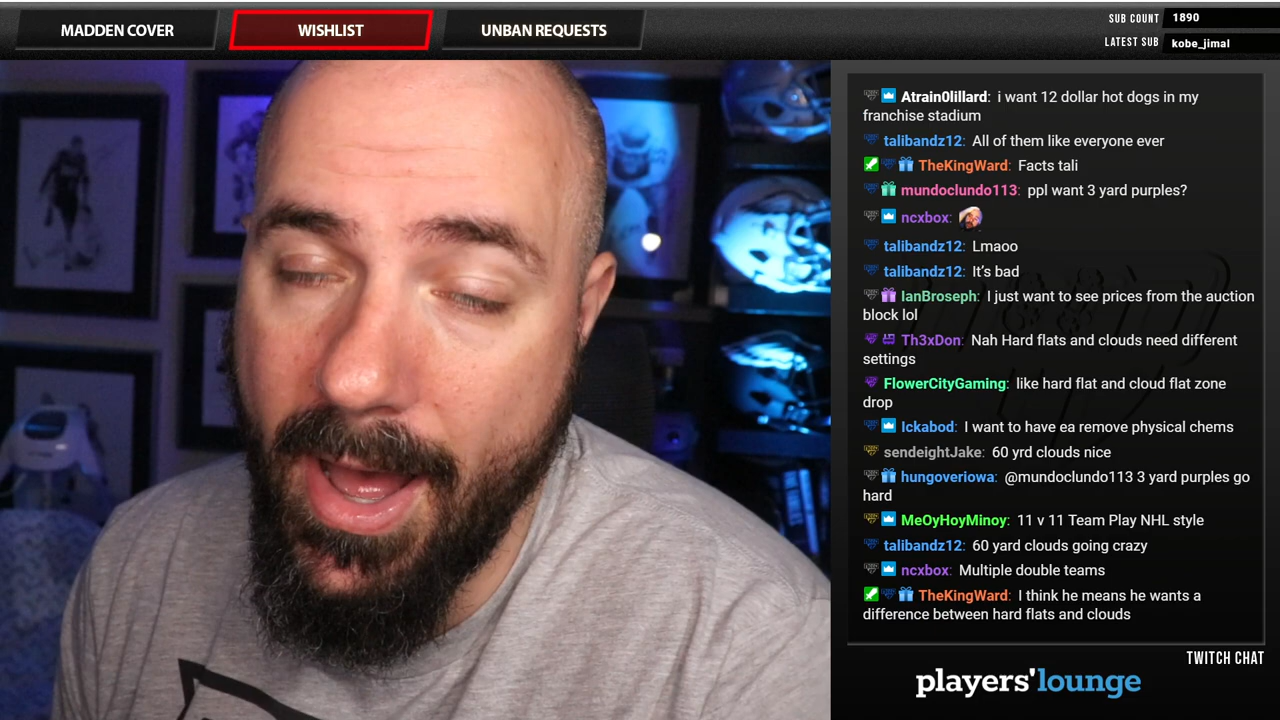 MADDEN COVER
WISHLIST
UNBAN REQUESTS
SUB COUNT 1890
LATEST SUB kobe_jimal
Atrain0lillard: i want 12 dollar hot dogs in my
franchise stadium
talibandz12: All of them like everyone ever
TheKingWard: Facts tali
mundoclundo113: ppl want 3 yard purples?
ncxbox:
talibandz12: Lmaoo
talibandz12: It's bad
IanBroseph: I just want to see prices from the auction
block lol
Th3xDon: Nah Hard flats and clouds need different
settings
FlowerCityGaming: like hard flat and cloud flat zone
drop
Ickabod: I want to have ea remove physical chems
sendeightJake: 60 yrd clouds nice
hungoveriowa: @mundoclundo113 3 yard purples go
hard
MeOyHoyMinoy: 11 v 11 Team Play NHL style
talibandz12: 60 yard clouds going crazy
ncxbox: Multiple double teams
TheKingWard: I think he means he wants a
difference between hard flats and clouds
TWITCH CHAT
players'lounge